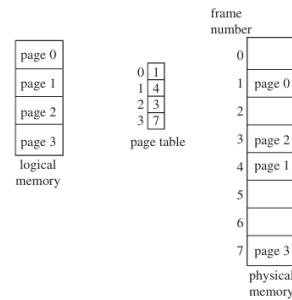 page 0
page 1
page 2
page 3
logical
memory
0 1
1 4
2 3
3 7
page table
frame
number
0
1 page 0
2
3 page 2
4 page 1
5
6
7 page 3
physical
memory